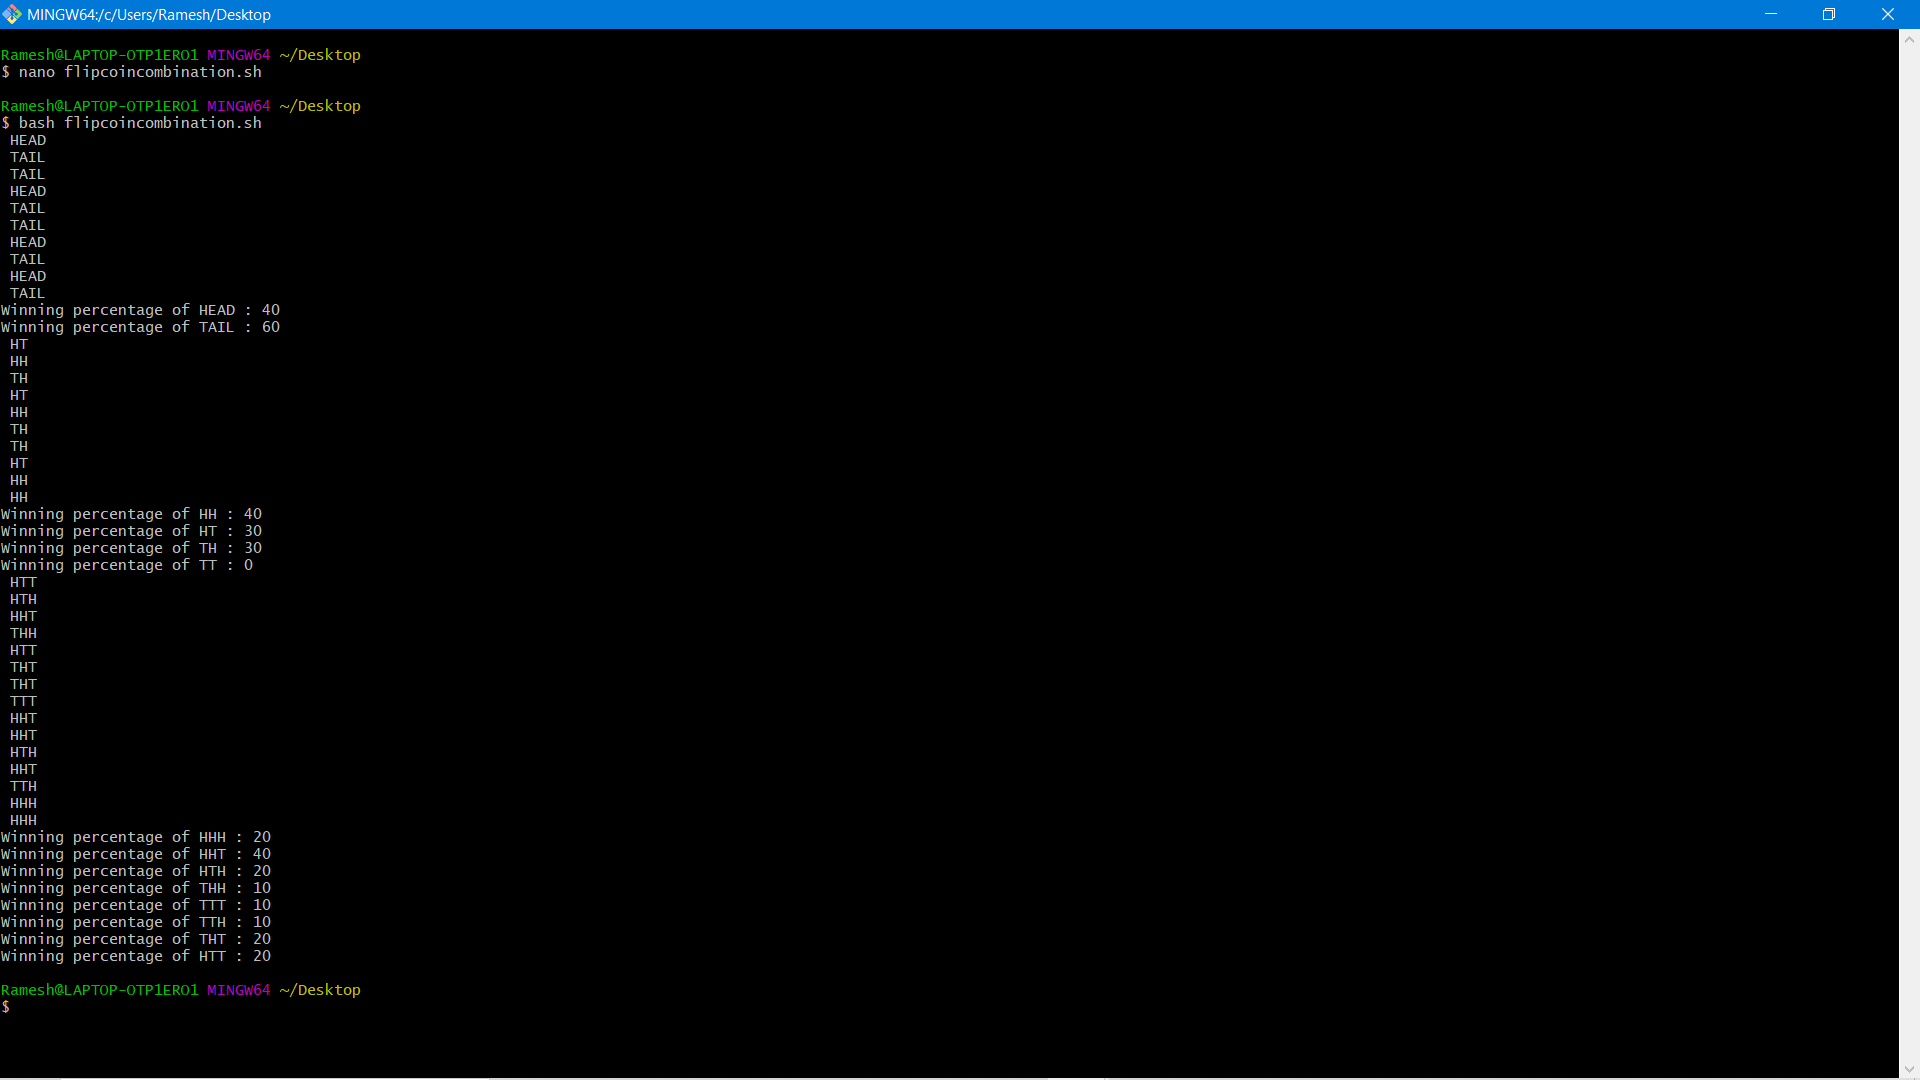 MINGW64:/c/Users/Ramesh/Desktop
Ramesh@LAPTOP-OTP1ERO1 MINGW64 ~/Desktop
$ nano flipcoincombination.sh
Ramesh@LAPTOP-OTP1ERO1 MINGW64 ~/Desktop
$ bash flipcoincombination.sh
HEAD
TAIL
TAIL
HEAD
TAIL
TAIL
HEAD
TAIL
HEAD
TAIL
Winning percentage of HEAD : 40
Winning percentage of TAIL : 60
HT
HH
TH
HT
HH
TH
TH
HT
HH
HH
Winning percentage of HH : 40
Winning percentage of HT : 30
Winning percentage of TH : 30
Winning percentage of TT : 0
HTT
HTH
HHT
THH
HTT
THT
THT
TTT
HHT
HHT
HTH
HHT
TTH
HHH
HHH
Winning percentage of HHH : 20
Winning percentage of HHT : 40
Winning percentage of HTH : 20
Winning percentage of THH : 10
Winning percentage of TTT : 10
Winning percentage of TTH : 10
Winning percentage of THT : 20
Winning percentage of HTT : 20
Ramesh@LAPTOP-OTP1ERO1 MINGW64 ~/Desktop
$